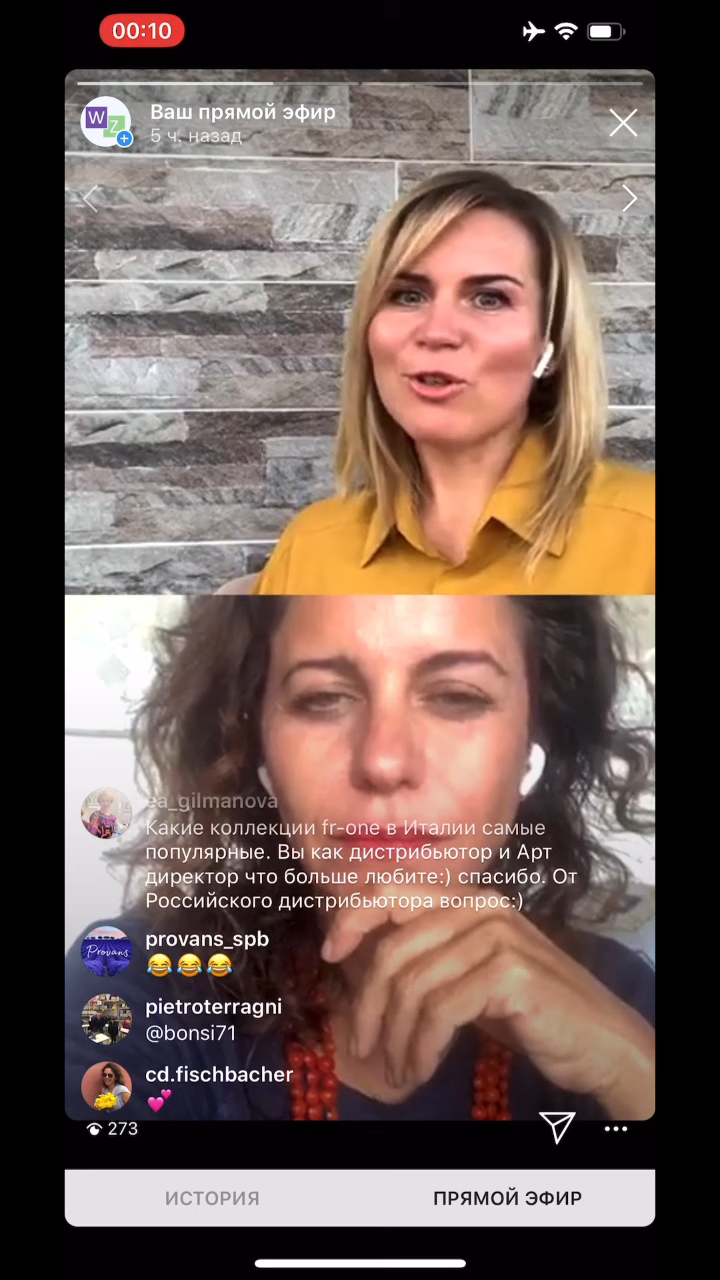 00:10
W
Z
Ваш прямой эфир
5 ч. назад
ea_gilmanova
Какие коллекции fr-one в Италии самые
популярные. Вы как дистрибьютор и Арт
директор что больше любите:) спасибо. От
Российского дистрибьютора вопрос:)
Provans
provans_spb
😂😂😂
pietroterragni
@bonsi71
cd.fischbacher
💕
273
ИСТОРИЯ
ПРЯМОЙ ЭФИР